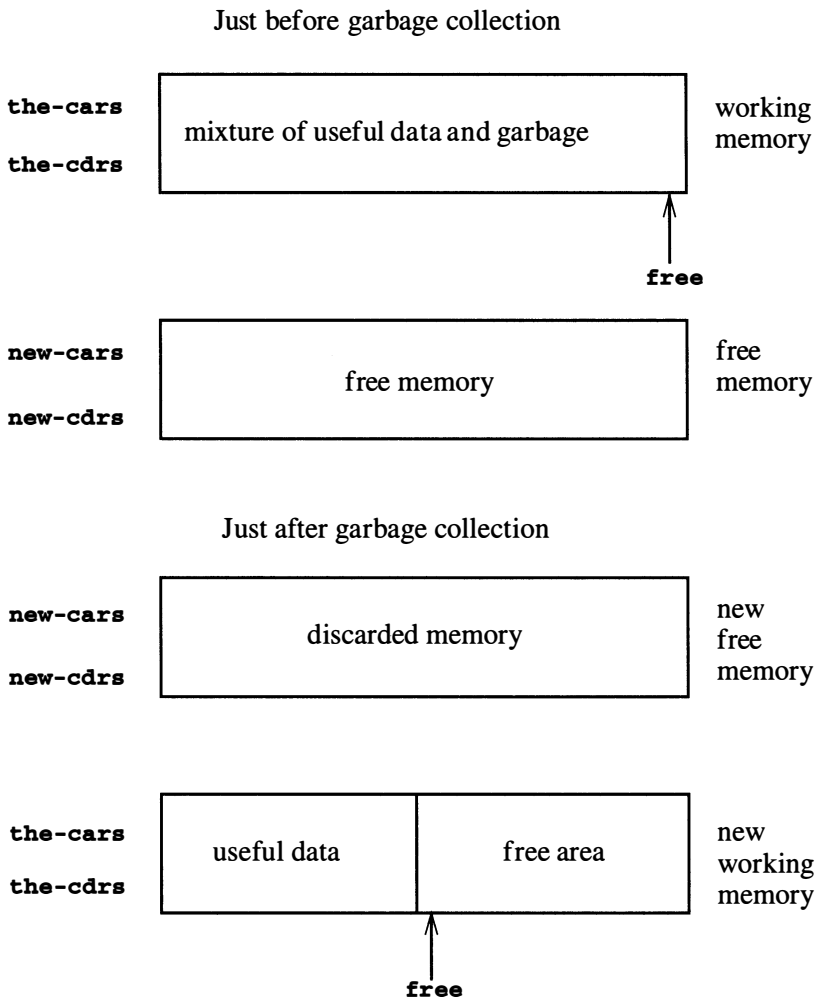 Just before garbage collection
the-cars
mixture of useful data and garbage
working
memory
the-cdrs
free
new-cars
free memory
free
memory
new-cdrs
Just after garbage collection
new-cars
discarded memory
new
free
memory
new-cdrs
the-cars
useful data
free area
new
working
memory
the-cdrs
free